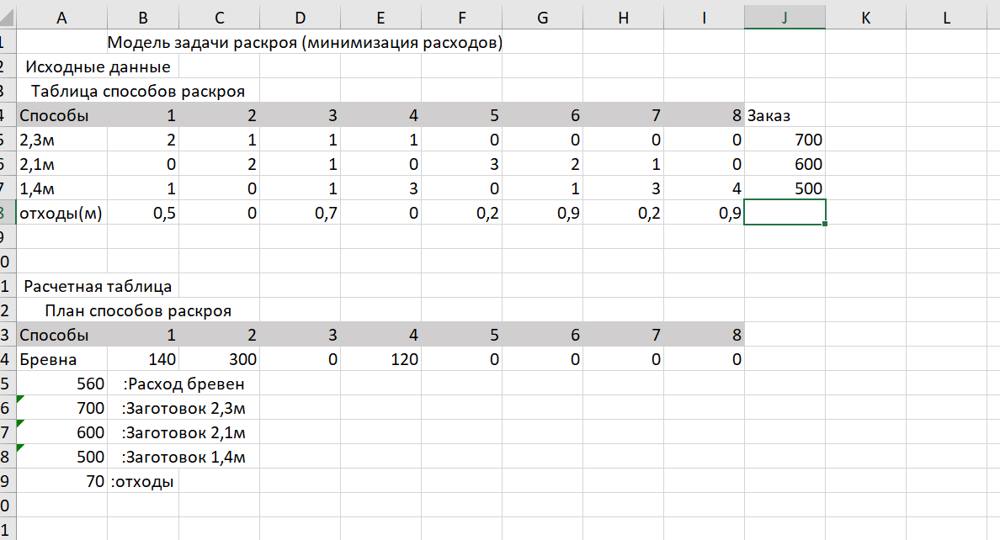 A B C D E F G H I J K L
1 Модель задачи раскроя (минимизация расходов)
2 Исходные данные
3 Таблица способов раскроя
4 Способы 1 2 3 4 5 6 7 8 Заказ
5 2,3м 2 1 1 1 0 0 0 0 700
6 2,1м 0 2 1 0 3 2 1 0 600
7 1,4м 1 0 1 3 0 1 3 4 500
8 отходы(м) 0,5 0 0,7 0 0,2 0,9 0,2 0,9
9
0
1 Расчетная таблица
2 План способов раскроя
3 Способы 1 2 3 4 5 6 7 8
4 Бревна 140 300 0 120 0 0 0 0
5 560 :Расход бревен
6 700 :Заготовок 2,3м
7 600 :Заготовок 2,1м
8 500 :Заготовок 1,4м
9 70 :отходы
0
1